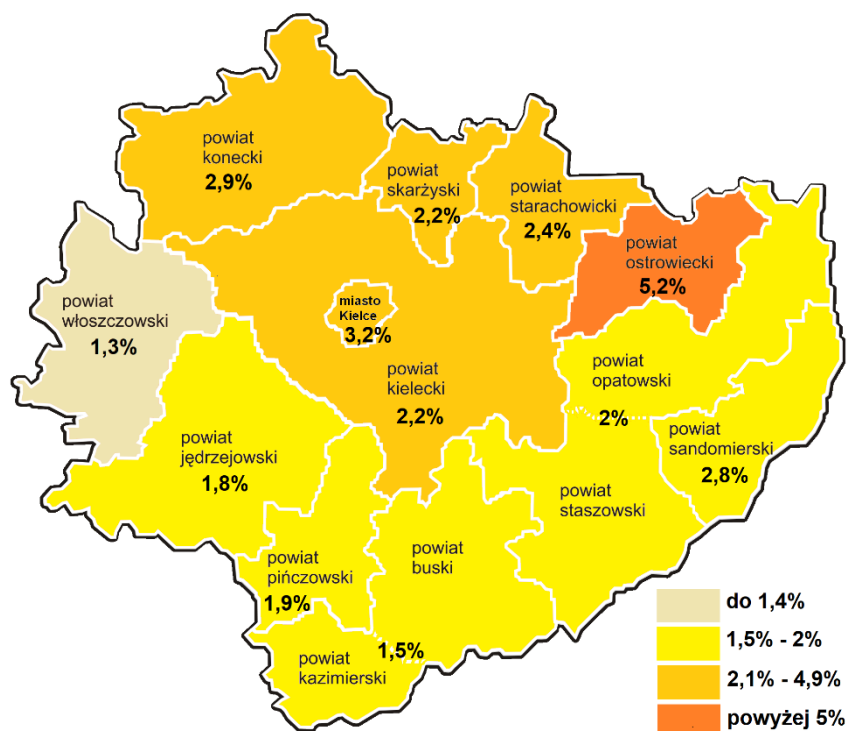 powiat
konecki
2,9%
powiat
skarżyski
2,2%
powiat
starachowicki
2,4%
powiat
ostrowiecki
5,2%
powiat
włoszczowski
1,3%
miasto
Kielce
3,2%
powiat
kielecki
2,2%
powiat
opatowski
2%
powiat
sandomierski
2,8%
powiat
jędrzejowski
1,8%
powiat
staszowski
powiat
pińczowski
1,9%
powiat
buski
1,5%
powiat
kazimierski
do 1,4%
1,5% - 2%
2,1% - 4,9%
powyżej 5%